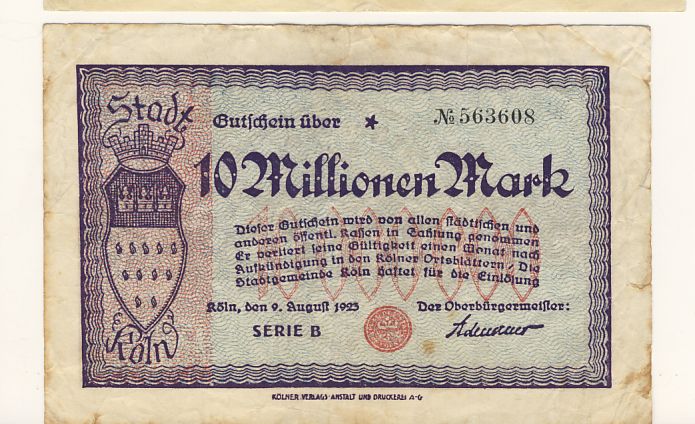 Stadt
Gutschein über *
№ 563608
10 Millionen Mark
Dieser Gutschein wird von allen städtischen und
anderen öffentl. Kassen in Zahlung genommen
Er verliert seine Gültigkeit einen Monat nach
Aufkündigung in den Kölner Ortsblättern. Die
Stadtgemeinde Köln haftet für die Einlösung
Köln, den 9. August 1923
Der Oberbürgermeister:
SERIE B
Adenauer
Köln
KÖLNER VERLAGS-ANSTALT UND DRUCKEREI A-G